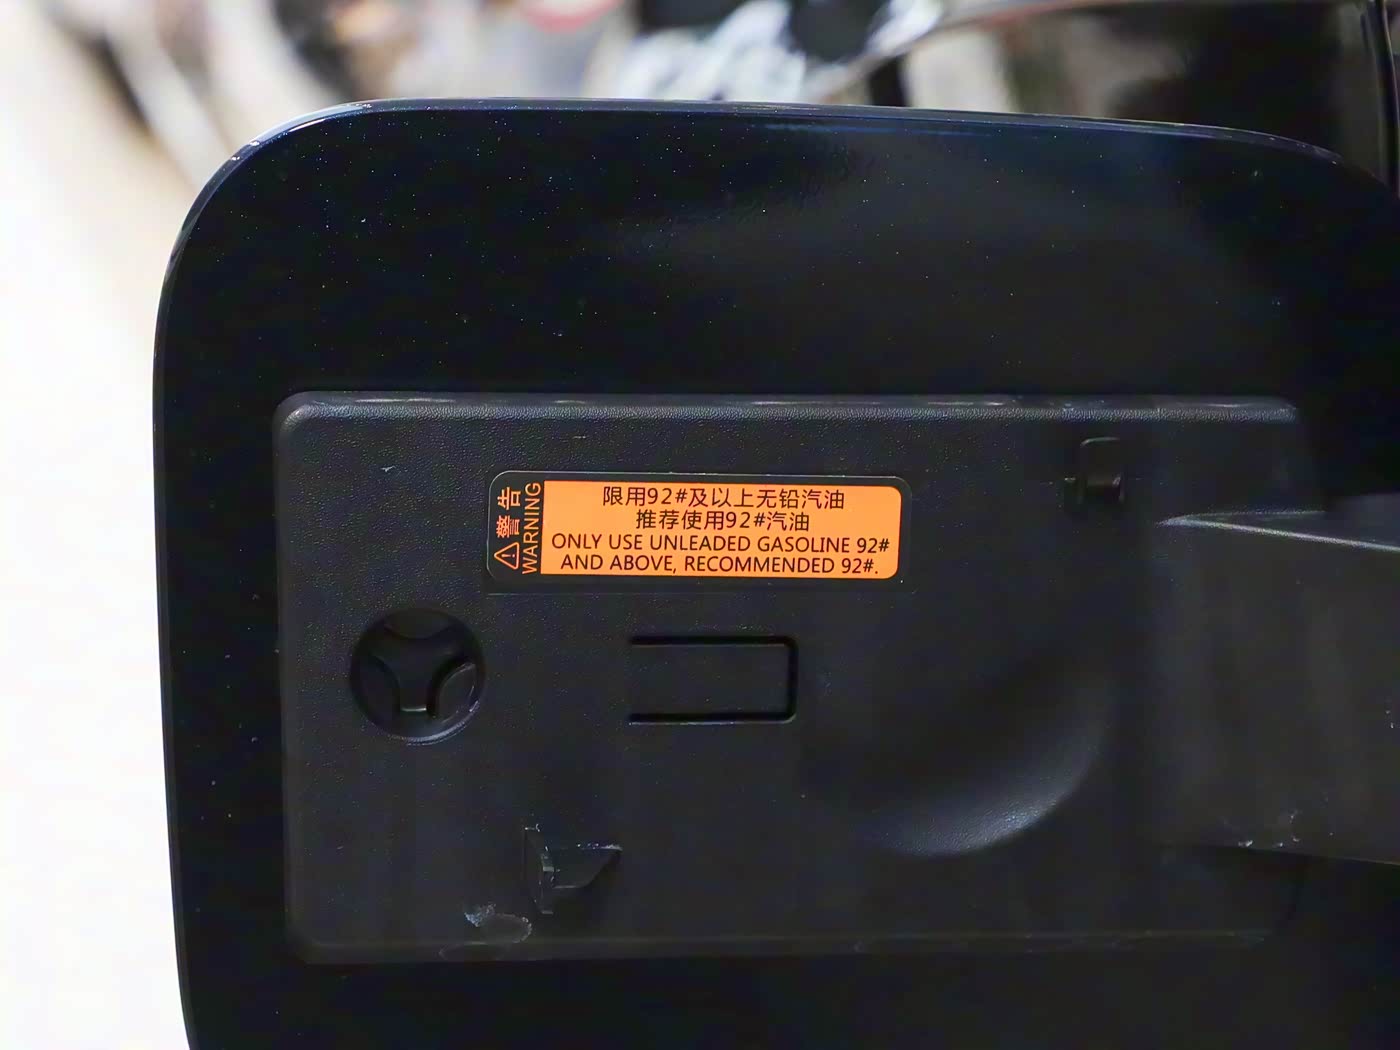 警告
WARNING
限用92#及以上无铅汽油
推荐使用92#汽油
ONLY USE UNLEADED GASOLINE 92#
AND ABOVE, RECOMMENDED 92#.